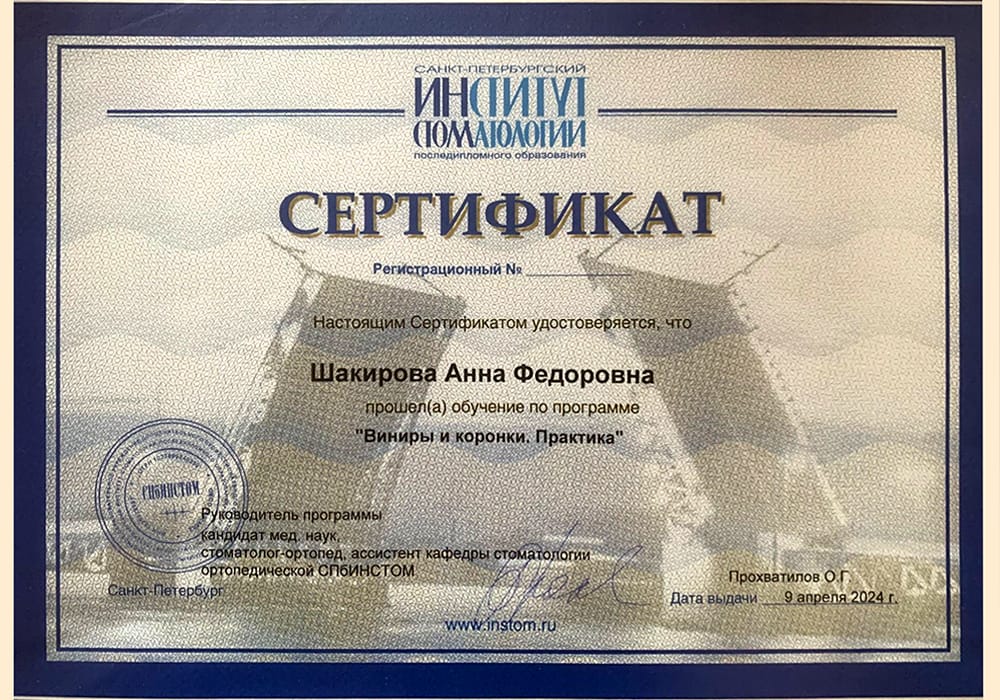 САНКТ-ПЕТЕРБУРГСКИЙ
ИНСТИТУТ
СТОМАТОЛОГИИ
последипломного образования
СЕРТИФИКАТ
Регистрационный №
Настоящим Сертификатом удостоверяется, что
Шакирова Анна Федоровна
прошел(а) обучение по программе
"Виниры и коронки. Практика"
СПбИНСТОМ
Руководитель программы
кандидат мед. наук,
стоматолог-ортопед, ассистент кафедры стоматологии
ортопедической СПбИНСТОМ
Прохватилов О.Г.
Санкт-Петербург
Дата выдачи 9 апреля 2024 г.
www.instom.ru